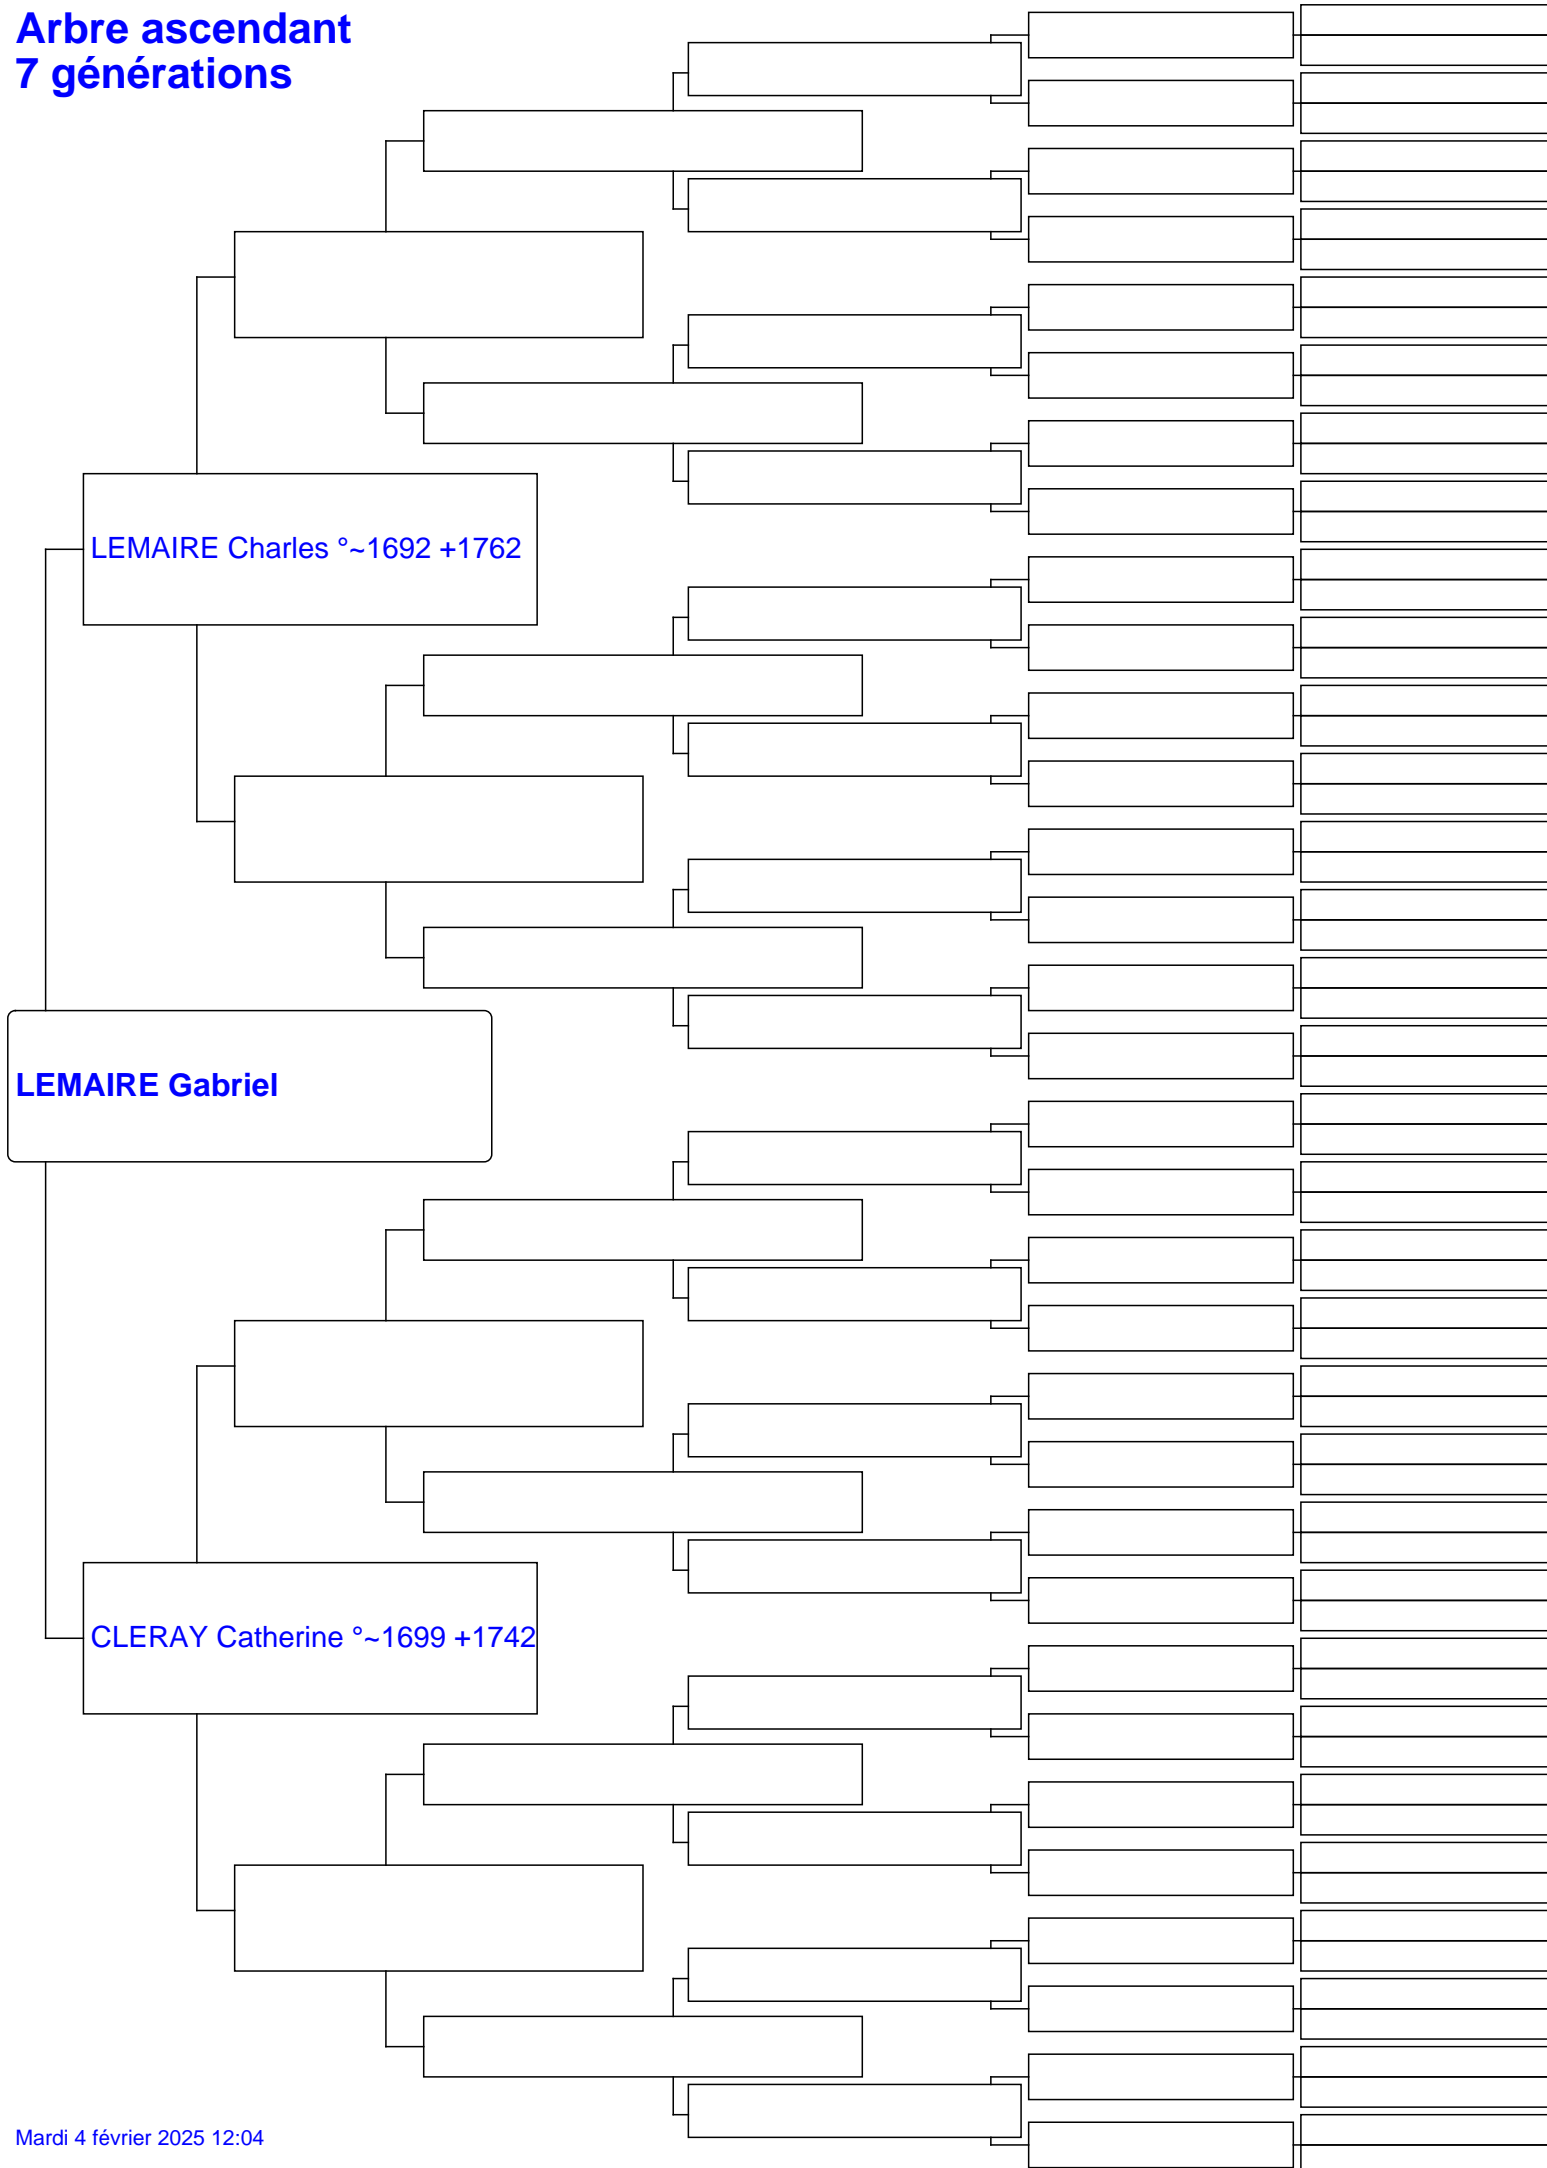 Arbre ascendant
7 générations
LEMAIRE Charles °~1692 +1762
LEMAIRE Gabriel
CLERAY Catherine °~1699 +1742
Mardi 4 février 2025 12:04